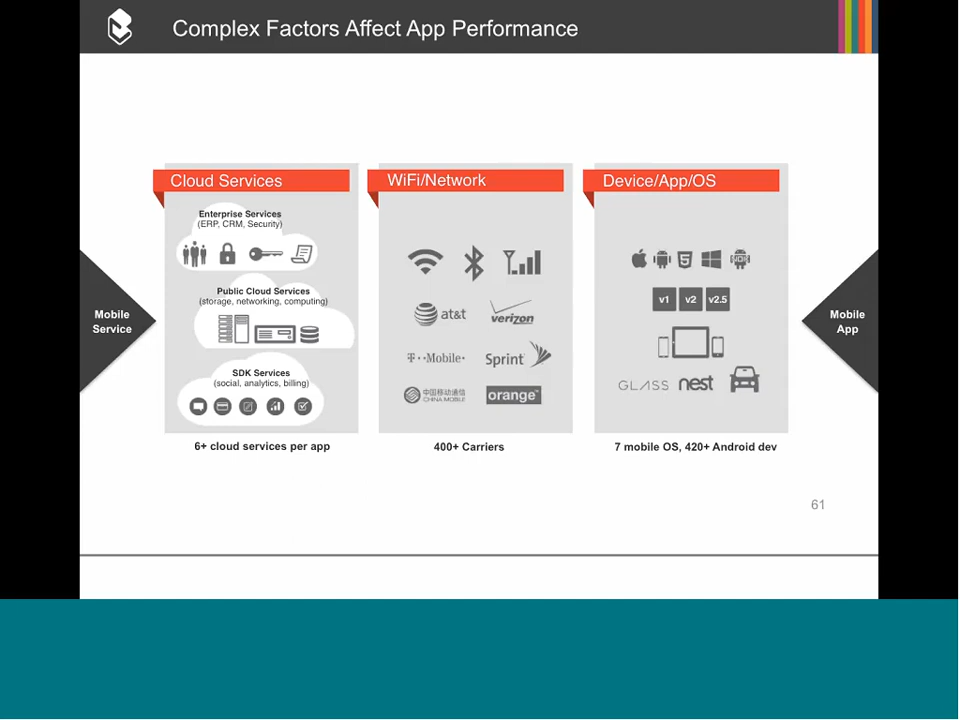 Complex Factors Affect App Performance
Cloud Services
Enterprise Services
(ERP, CRM, Security)
Public Cloud Services
(storage, networking, computing)
SDK Services
(social, analytics, billing)
6+ cloud services per app
WiFi/Network
at&t
verizon
T··Mobile·
Sprint
中国移动通信
CHINA MOBILE
orange™
400+ Carriers
Device/App/OS
5
v1
v2
v2.5
GLASS
nest
7 mobile OS, 420+ Android dev
Mobile
Service
Mobile
App
61